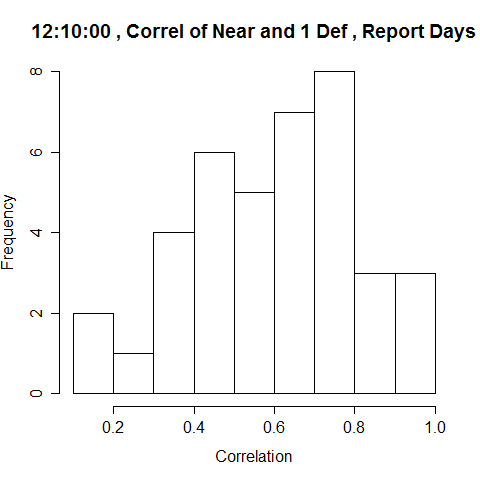 12:10:00 , Correl of Near and 1 Def , Report Days
8
6
4
2
0
Frequency
0.2 0.4 0.6 0.8 1.0
Correlation